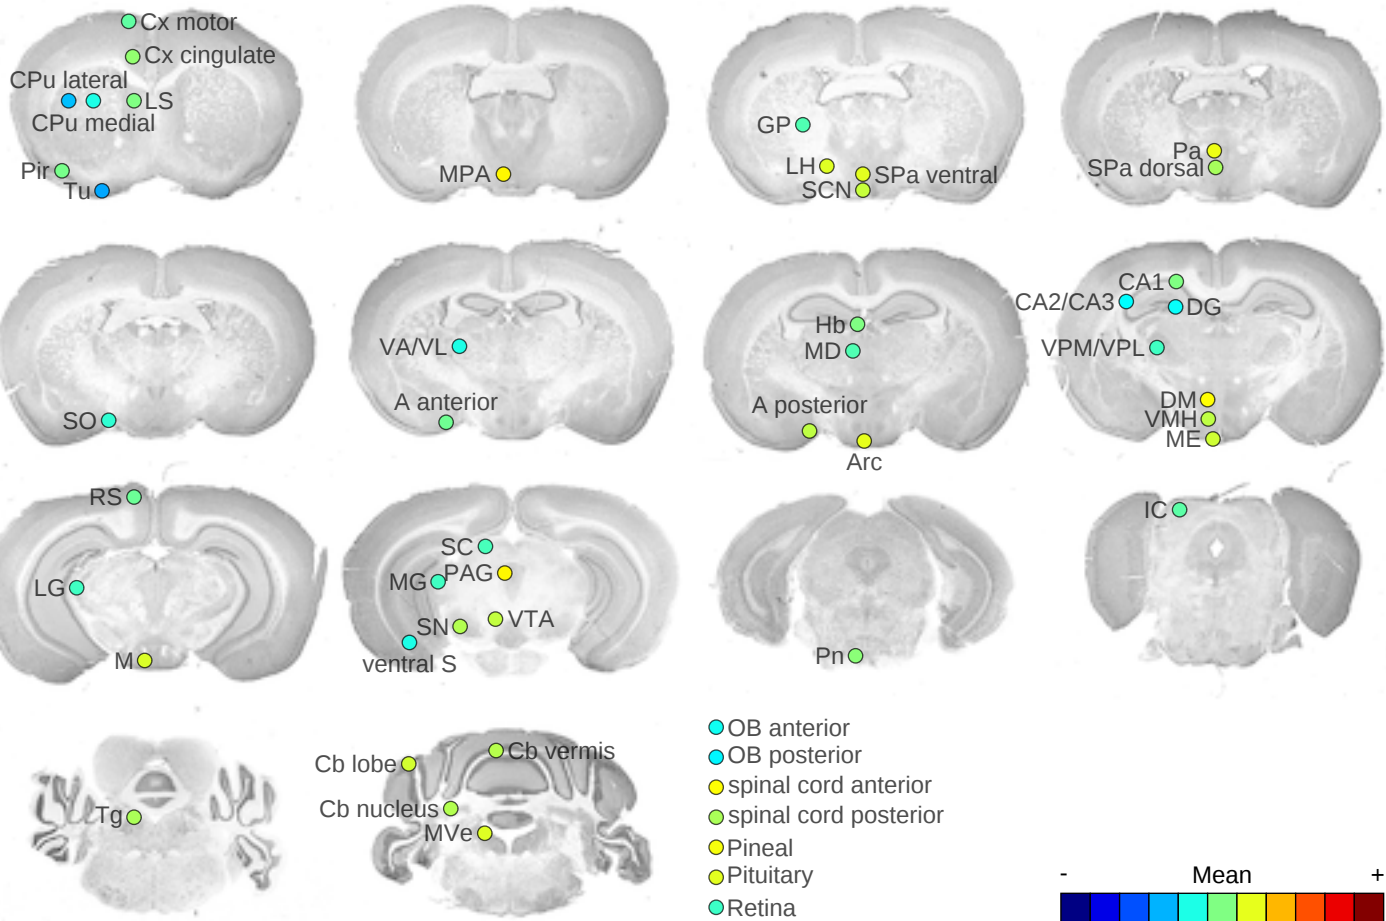 Cx motor
Cx cingulate
CPu lateral
LS
CPu medial
Pir
Tu
MPA
GP
LH
SPa ventral
SCN
Pa
SPa dorsal
SO
VA/VL
A anterior
Hb
MD
A posterior
Arc
CA1
CA2/CA3
DG
VPM/VPL
DM
VMH
ME
RS
LG
M
SC
MG
PAG
SN
VTA
ventral S
Pn
IC
Tg
Cb lobe
Cb vermis
Cb nucleus
MVe
OB anterior
OB posterior
spinal cord anterior
spinal cord posterior
Pineal
Pituitary
Retina
- Mean +